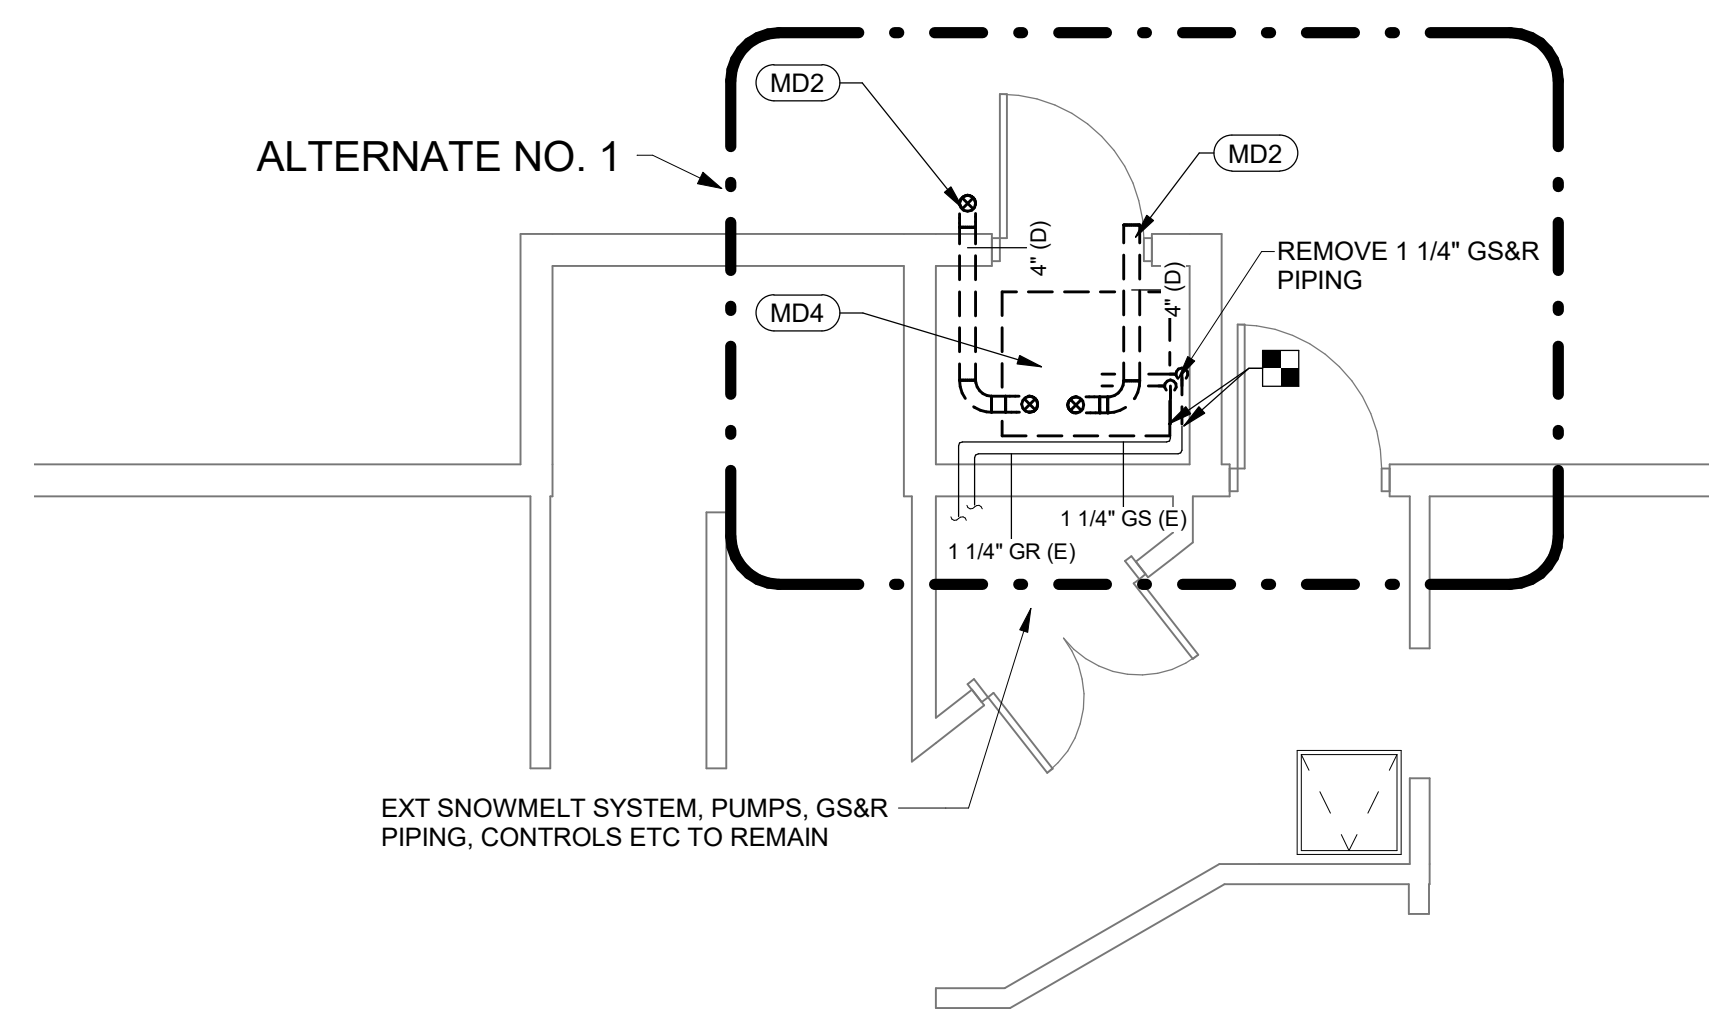 MD2
ALTERNATE NO. 1
MD2
4" (D)
4" (D)
REMOVE 1 1/4" GS&R
PIPING
MD4
1 1/4" GS (E)
1 1/4" GR (E)
EXT SNOWMELT SYSTEM, PUMPS, GS&R
PIPING, CONTROLS ETC TO REMAIN